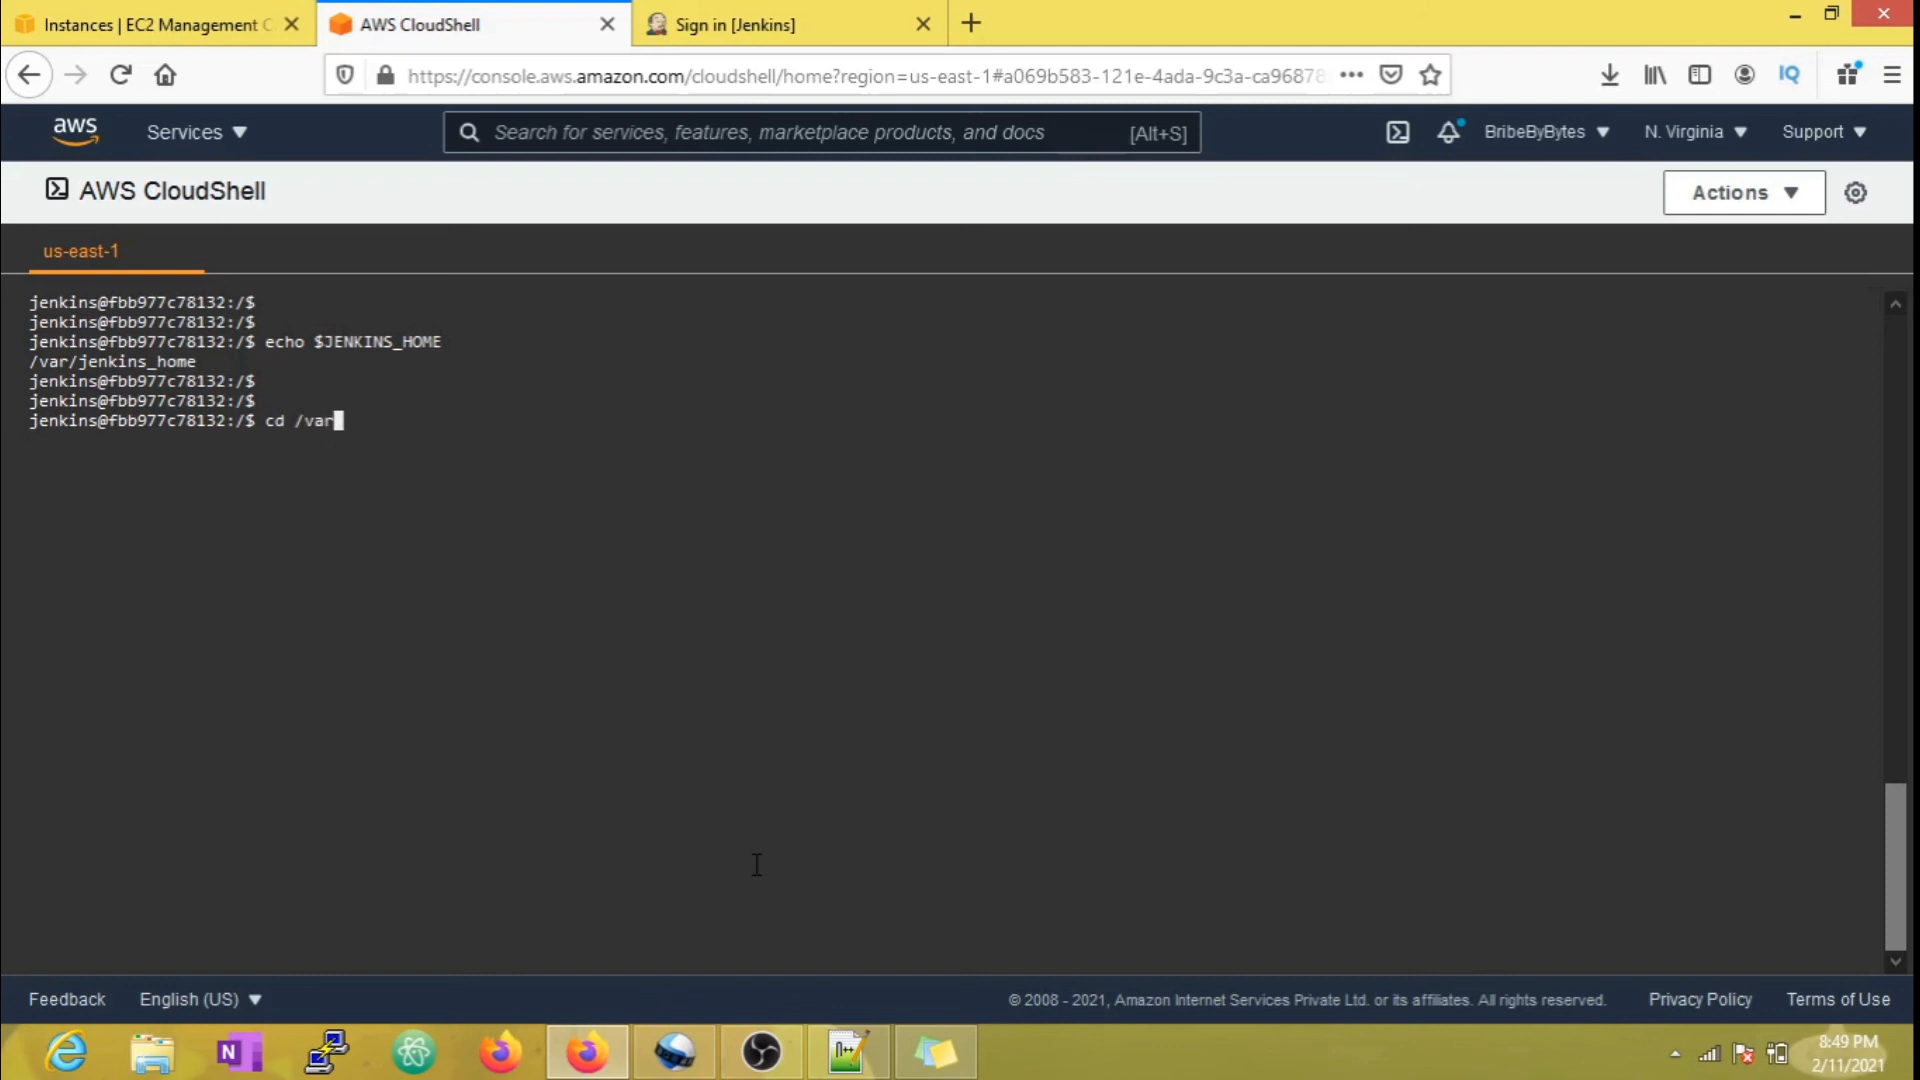 Instances | EC2 Management C
AWS CloudShell
Sign in [Jenkins]
https://console.aws.amazon.com/cloudshell/home?region=us-east-1#a069b583-121e-4ada-9c3a-ca96878
IQ
aws
Services
Search for services, features, marketplace products, and docs
[Alt+S]
BribeByBytes
N. Virginia
Support
AWS CloudShell
Actions
us-east-1
jenkins@fbb977c78132:/$
jenkins@fbb977c78132:/$
jenkins@fbb977c78132:/$ echo $JENKINS_HOME
/var/jenkins_home
jenkins@fbb977c78132:/$
jenkins@fbb977c78132:/$
jenkins@fbb977c78132:/$ cd /var
Feedback
English (US)
© 2008 - 2021, Amazon Internet Services Private Ltd. or its affiliates. All rights reserved.
Privacy Policy
Terms of Use
N
n++
8:49 PM
2/11/2021